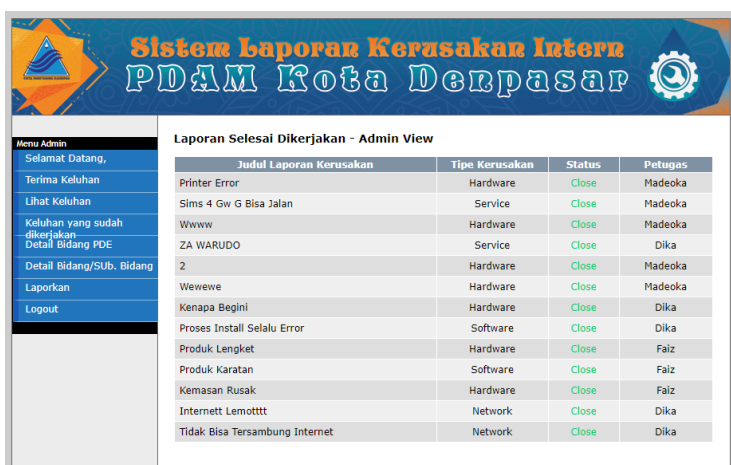 Sistem Laporan Kerusakan Intern
PDAM Kota Denpasar
Menu Admin
Selamat Datang,
Terima Keluhan
Lihat Keluhan
Keluhan yang sudah
dikerjakan
Detail Bidang PDE
Detail Bidang/SUb. Bidang
Laporkan
Logout
Laporan Selesai Dikerjakan - Admin View
Judul Laporan Kerusakan Tipe Kerusakan Status Petugas
Printer Error Hardware Close Madeoka
Sims 4 Gw G Bisa Jalan Service Close Madeoka
Wwww Hardware Close Madeoka
ZA WARUDO Service Close Dika
2 Hardware Close Madeoka
Wewewe Hardware Close Madeoka
Kenapa Begini Hardware Close Dika
Proses Install Selalu Error Software Close Dika
Produk Lengket Hardware Close Faiz
Produk Karatan Software Close Faiz
Kemasan Rusak Hardware Close Faiz
Internett Lemotttt Network Close Dika
Tidak Bisa Tersambung Internet Network Close Dika